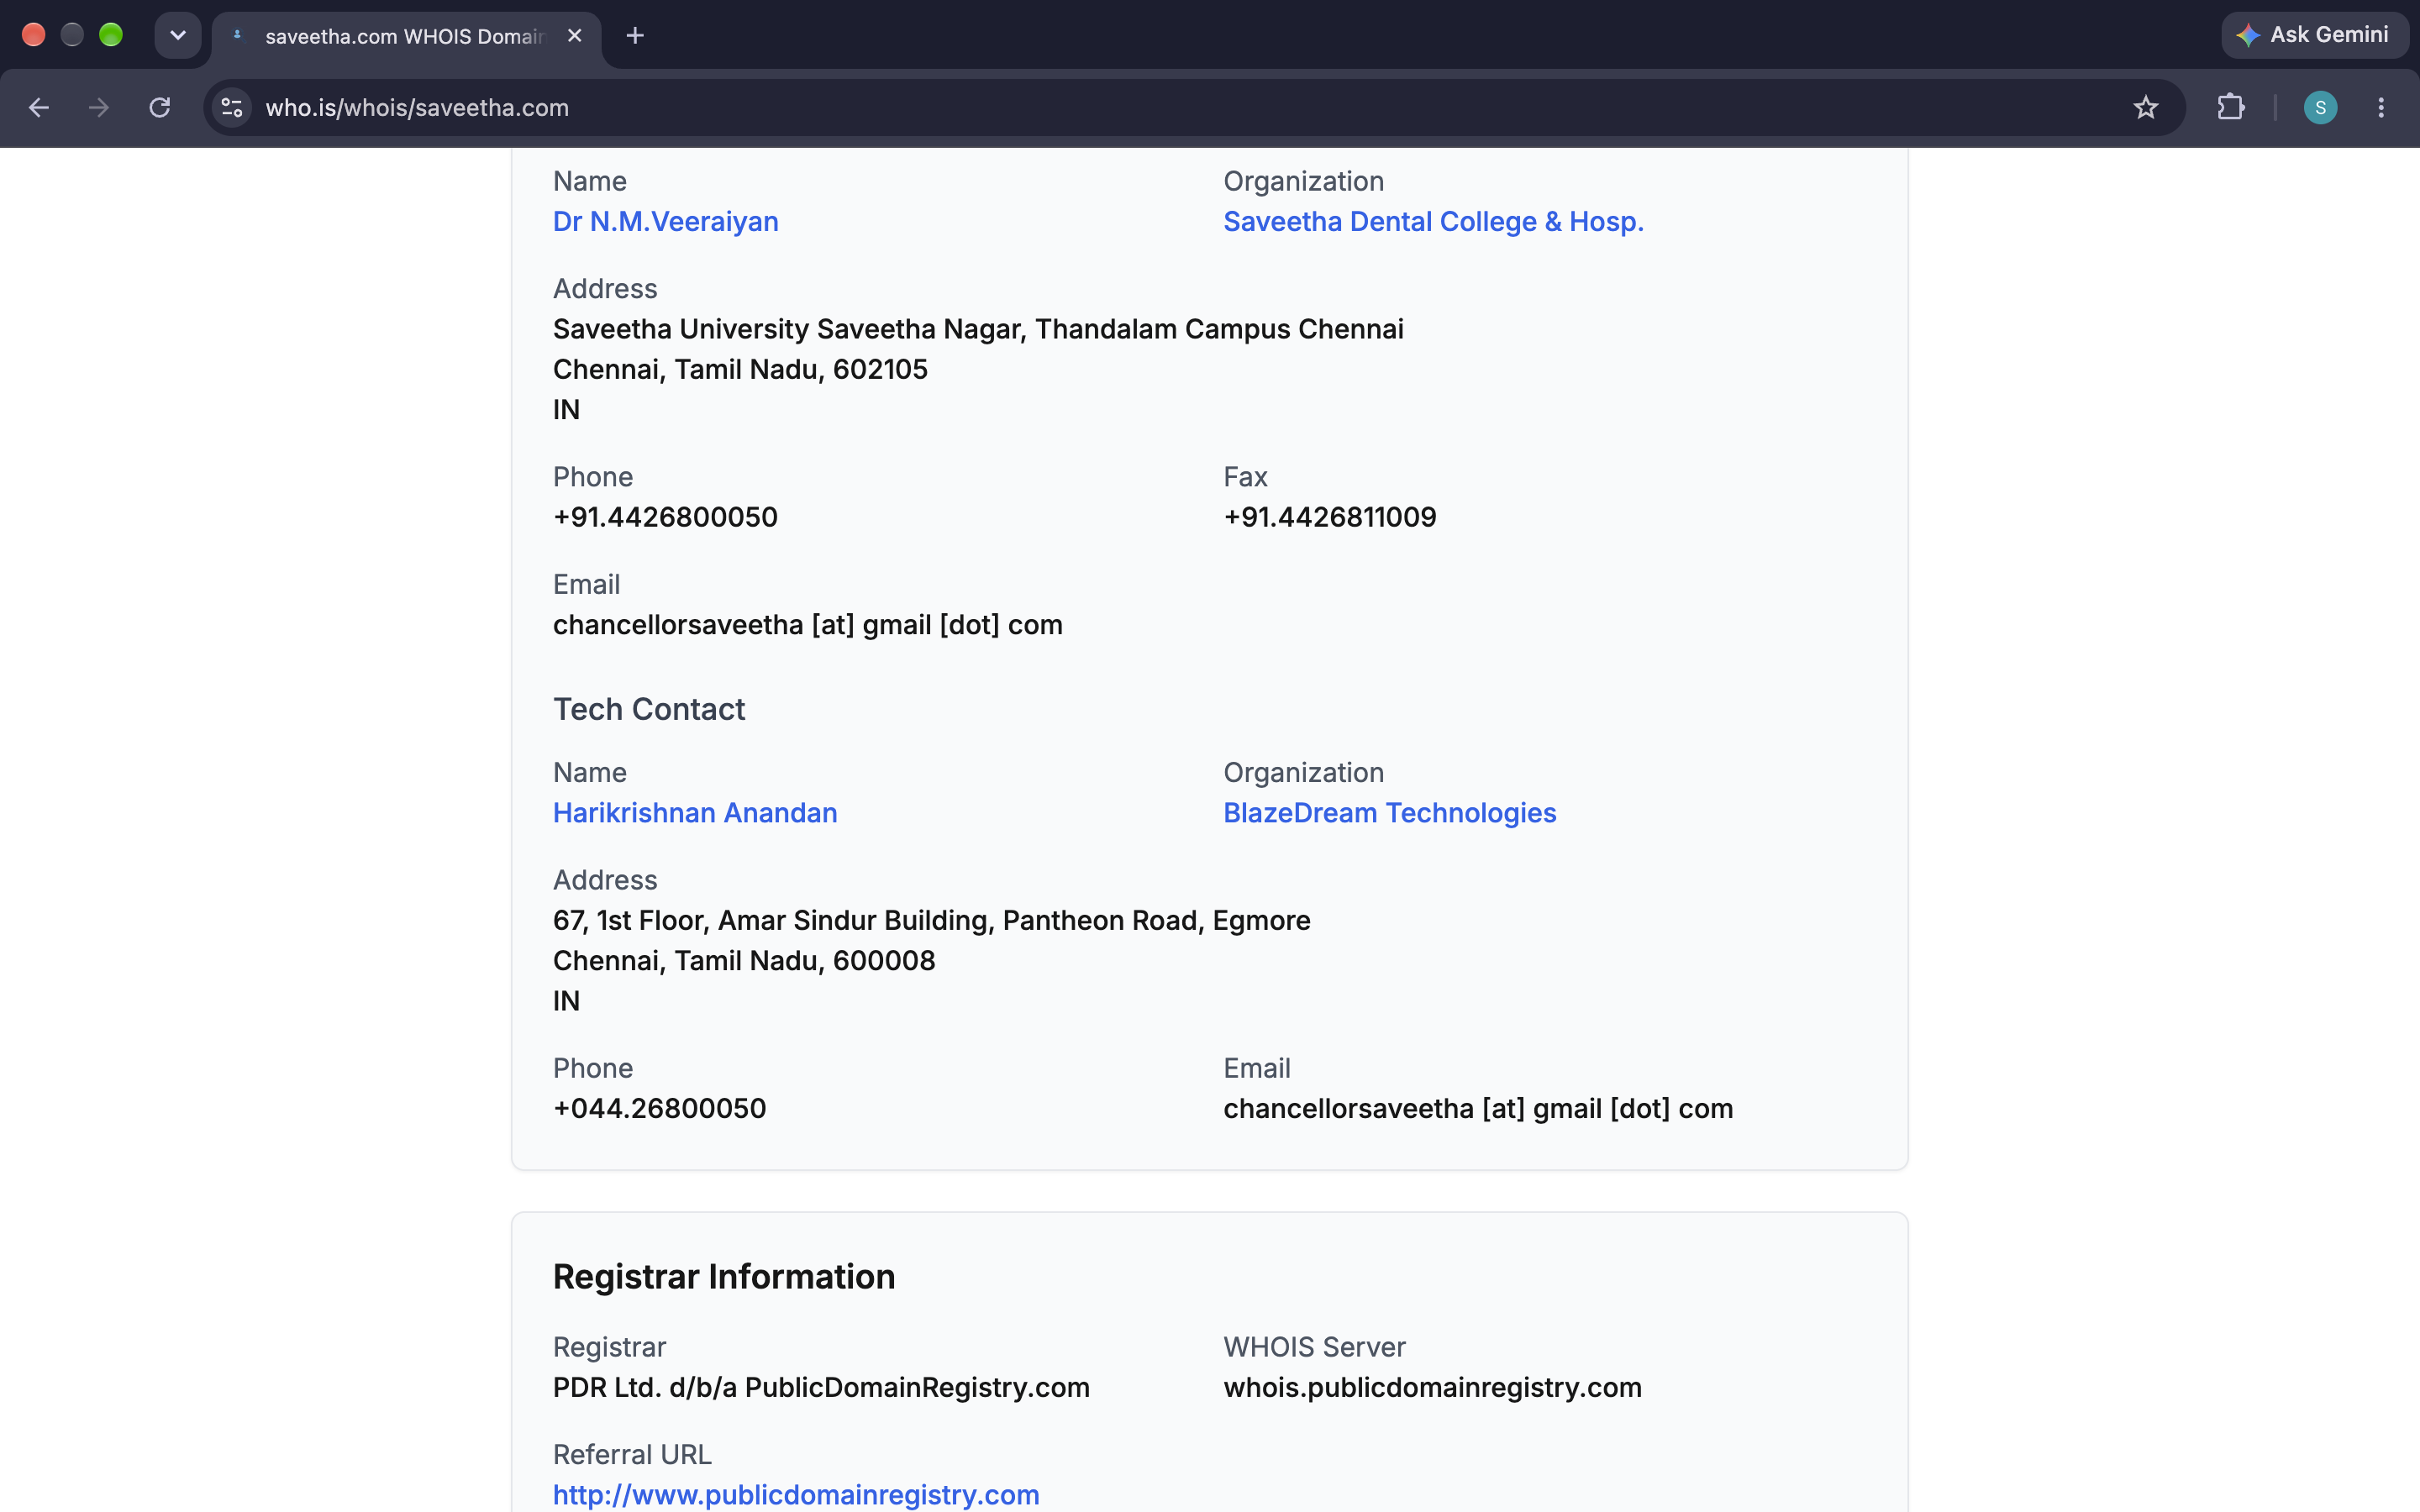 saveetha.com WHOIS Domain
Ask Gemini
who.is/whois/saveetha.com
S
Name
Organization
Dr N.M.Veeraiyan
Saveetha Dental College & Hosp.
Address
Saveetha University Saveetha Nagar, Thandalam Campus Chennai
Chennai, Tamil Nadu, 602105
IN
Phone
Fax
+91.4426800050
+91.4426811009
Email
chancellorsaveetha [at] gmail [dot] com
Tech Contact
Name
Organization
Harikrishnan Anandan
BlazeDream Technologies
Address
67, 1st Floor, Amar Sindur Building, Pantheon Road, Egmore
Chennai, Tamil Nadu, 600008
IN
Phone
Email
+044.26800050
chancellorsaveetha [at] gmail [dot] com
Registrar Information
Registrar
WHOIS Server
PDR Ltd. d/b/a PublicDomainRegistry.com
whois.publicdomainregistry.com
Referral URL
http://www.publicdomainregistry.com